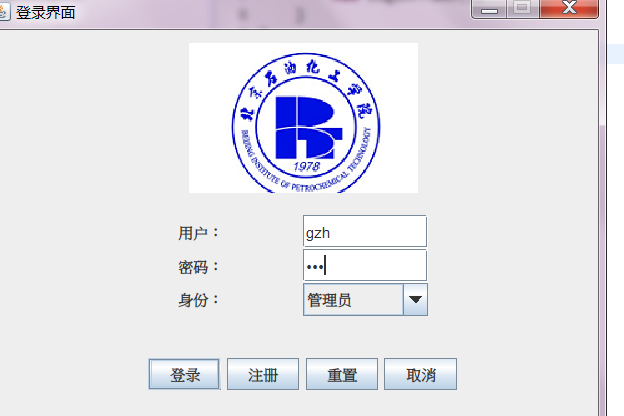 登录界面
北京石油化工学院
1978
BEIJING INSTITUTE OF PETROCHEMICAL TECHNOLOGY
用户： gzh
密码： •••
身份： 管理员
登录 注册 重置 取消